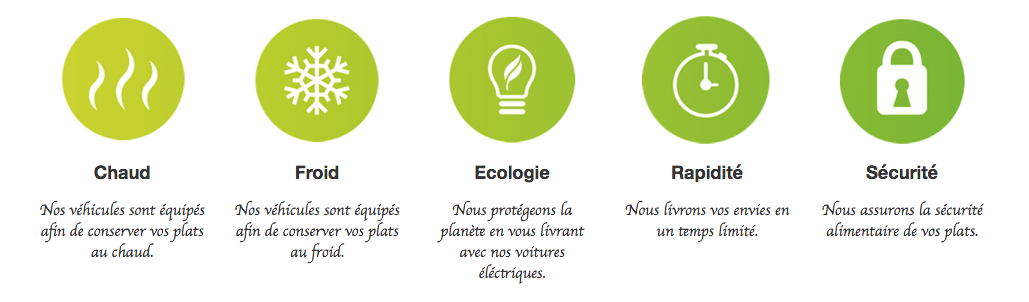 Chaud
Nos véhicules sont équipés
afin de conserver vos plats
au chaud.
Froid
Nos véhicules sont équipés
afin de conserver vos plats
au froid.
Ecologie
Nous protégeons la
planète en vous livrant
avec nos voitures
éléctriques.
Rapidité
Nous livrons vos envies en
un temps limité.
Sécurité
Nous assurons la sécurité
alimentaire de vos plats.